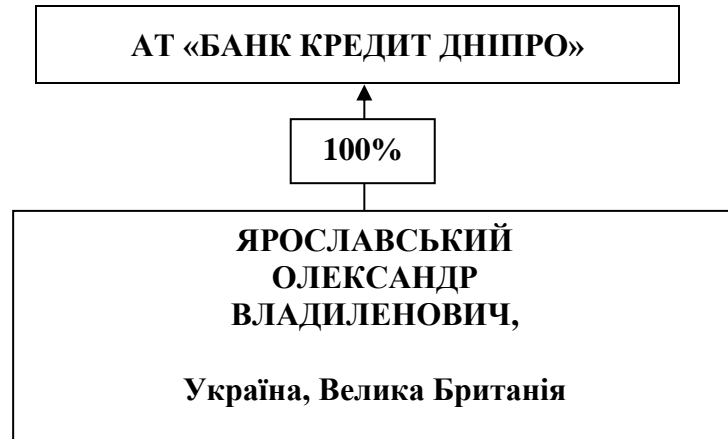 АТ «БАНК КРЕДИТ ДНІПРО»
100%
ЯРОСЛАВСЬКИЙ
ОЛЕКСАНДР
ВЛАДИЛЕНОВИЧ,
Україна, Велика Британія